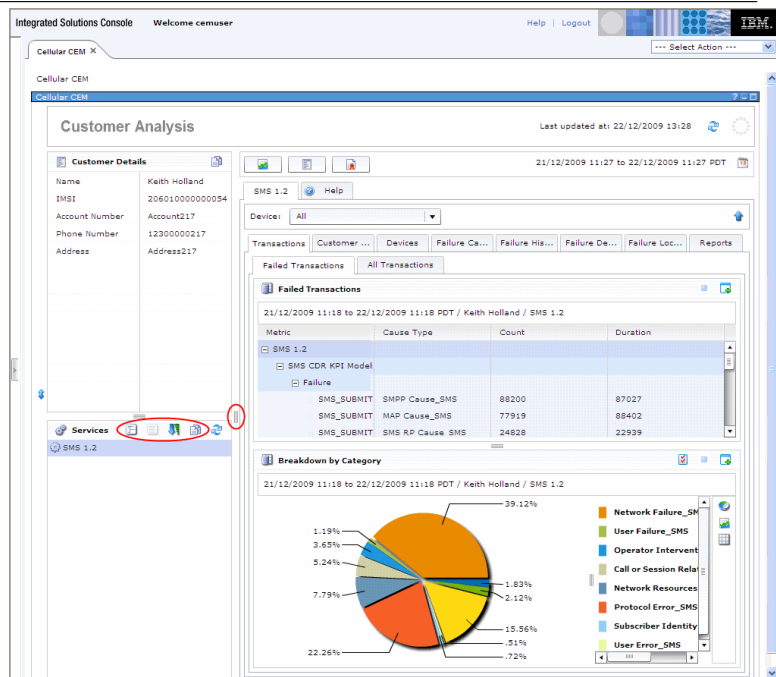 Integrated Solutions Console Welcome cemuser Help | Logout IBM.
Cellular CEM × --- Select Action ---
Cellular CEM
Cellular CEM
Customer Analysis Last updated at: 22/12/2009 13:28
Customer Details 21/12/2009 11:27 to 22/12/2009 11:27 PDT
Name Keith Holland
IMSI 206010000000054
Account Number Account217
Phone Number 12300000217
Address Address217
SMS 1.2 Help
Device: All
Transactions Customer ... Devices Failure Ca... Failure His... Failure De... Failure Loc... Reports
Failed Transactions All Transactions
Failed Transactions
21/12/2009 11:18 to 22/12/2009 11:18 PDT / Keith Holland / SMS 1.2
Metric Cause Type Count Duration
SMS 1.2
SMS CDR KPI Model
Failure
SMS_SUBMIT SMPP Cause_SMS 88200 87027
SMS_SUBMIT MAP Cause_SMS 77919 88402
SMS_SUBMIT SMS RP Cause SMS 24828 22939
Services
SMS 1.2
Breakdown by Category
21/12/2009 11:18 to 22/12/2009 11:18 PDT / Keith Holland / SMS 1.2
39.12%
1.19%
3.65%
5.24%
7.79%
22.26%
1.83%
2.12%
15.56%
.51%
.72%
Network Failure_SM
User Failure_SMS
Operator Intervent
Call or Session Relat
Network Resources
Protocol Error_SMS
Subscriber Identity
User Error_SMS